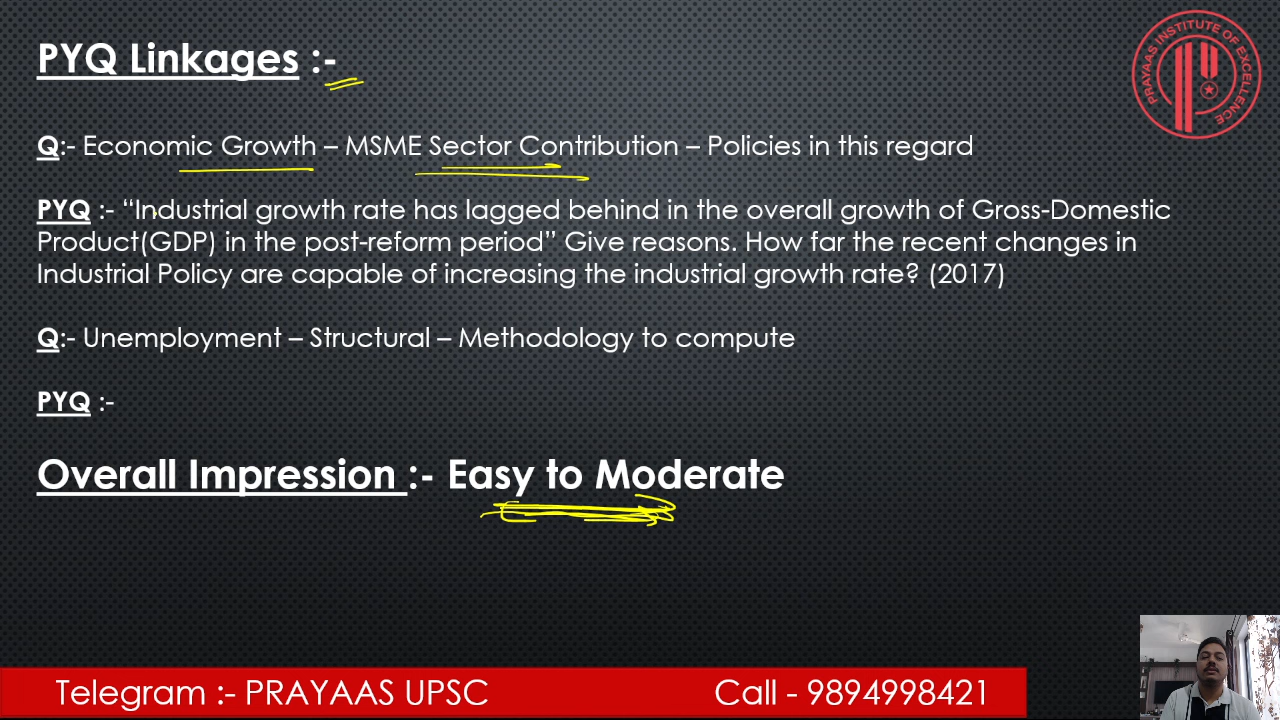 PYQ Linkages :-
PRAYAAS INSTITUTE OF EXCELLENCE
Q:- Economic Growth – MSME Sector Contribution – Policies in this regard
PYQ :- “Industrial growth rate has lagged behind in the overall growth of Gross-Domestic
Product(GDP) in the post-reform period” Give reasons. How far the recent changes in
Industrial Policy are capable of increasing the industrial growth rate? (2017)
Q:- Unemployment – Structural – Methodology to compute
PYQ :-
Overall Impression :- Easy to Moderate
Telegram :- PRAYAAS UPSC
Call - 9894998421